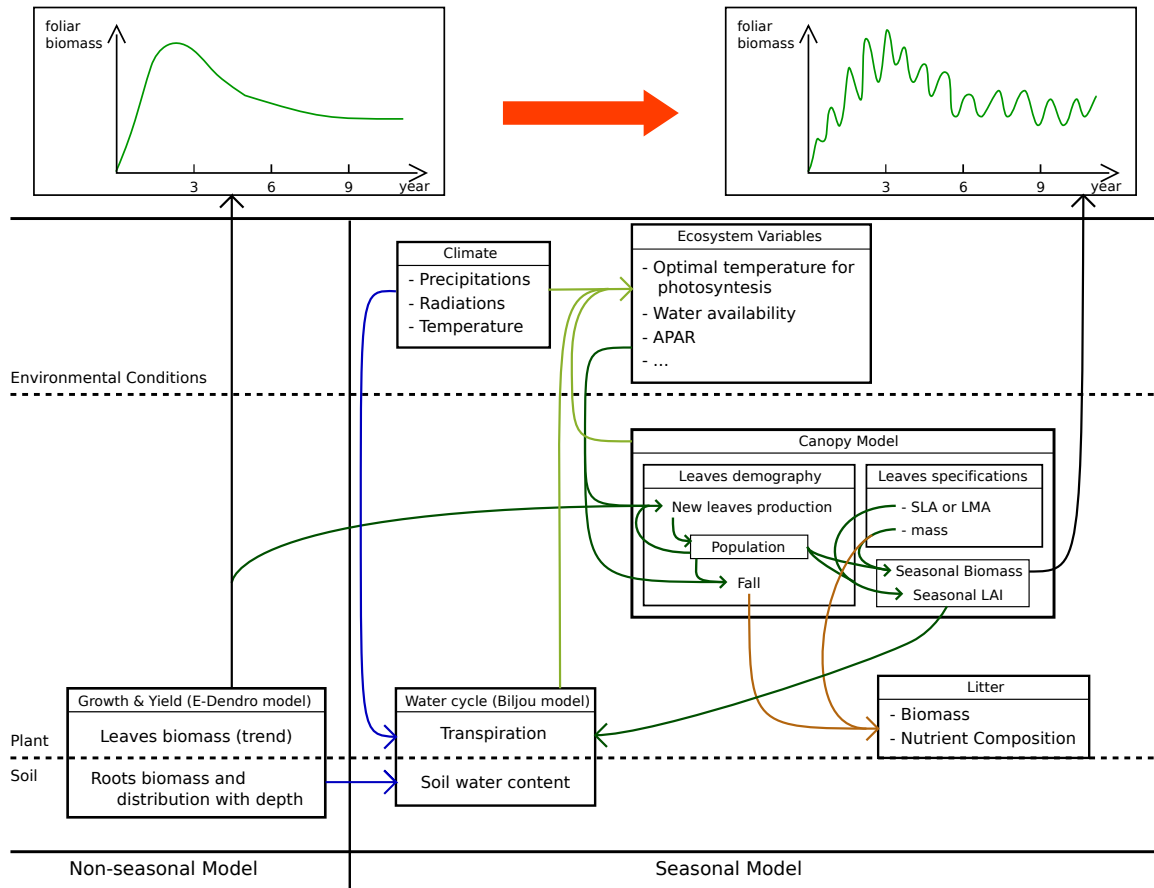 foliar
biomass
3
6
9
year
foliar
biomass
3
6
9
year
Climate
- Precipitations
- Radiations
- Temperature
Ecosystem Variables
- Optimal temperature for
photosyntesis
- Water availability
- APAR
- ...
Environmental Conditions
Canopy Model
Leaves demography
New leaves production
Population
Fall
Leaves specifications
- SLA or LMA
- mass
Seasonal Biomass
Seasonal LAI
Growth & Yield (E-Dendro model)
Leaves biomass (trend)
Roots biomass and
distribution with depth
Water cycle (Biljou model)
Transpiration
Soil water content
Litter
- Biomass
- Nutrient Composition
Plant
Soil
Non-seasonal Model
Seasonal Model